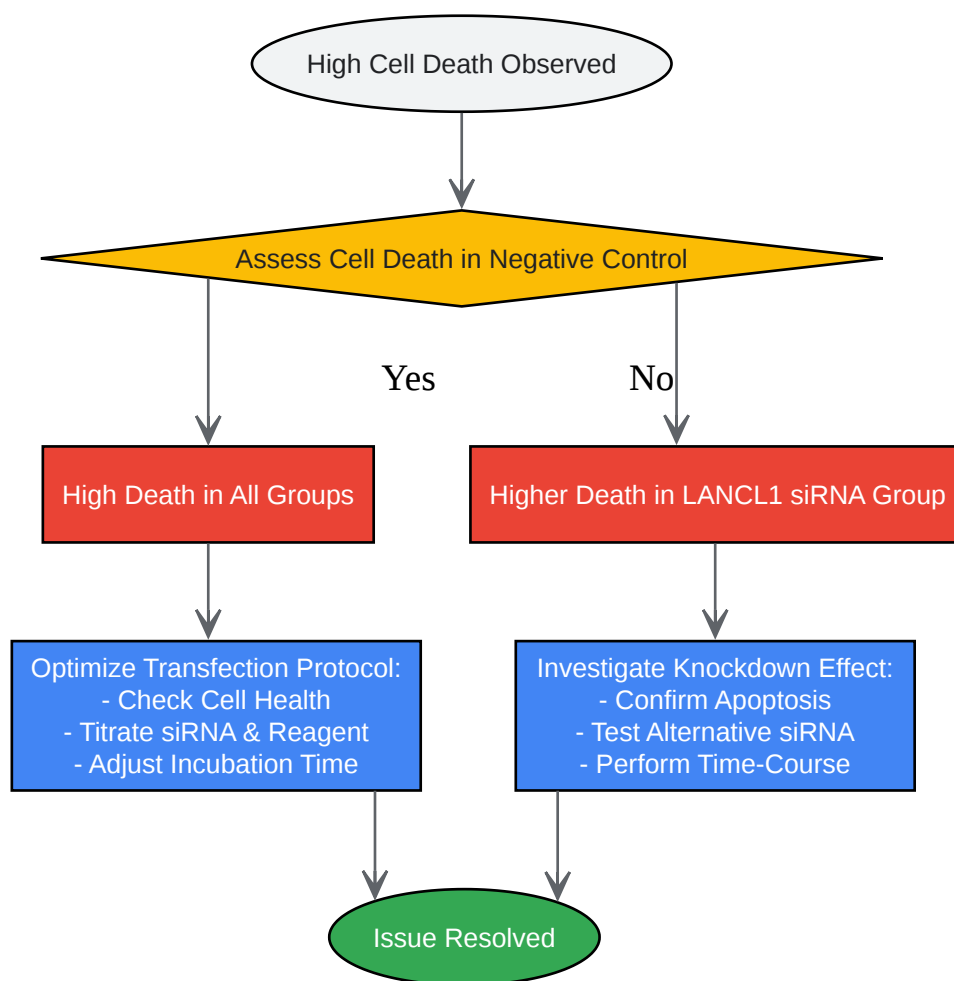 High Cell Death Observed
Assess Cell Death in Negative Control
Yes
No
High Death in All Groups
Higher Death in LANCL1 siRNA Group
Optimize Transfection Protocol:
- Check Cell Health
- Titrate siRNA & Reagent
- Adjust Incubation Time
Investigate Knockdown Effect:
- Confirm Apoptosis
- Test Alternative siRNA
- Perform Time-Course
Issue Resolved